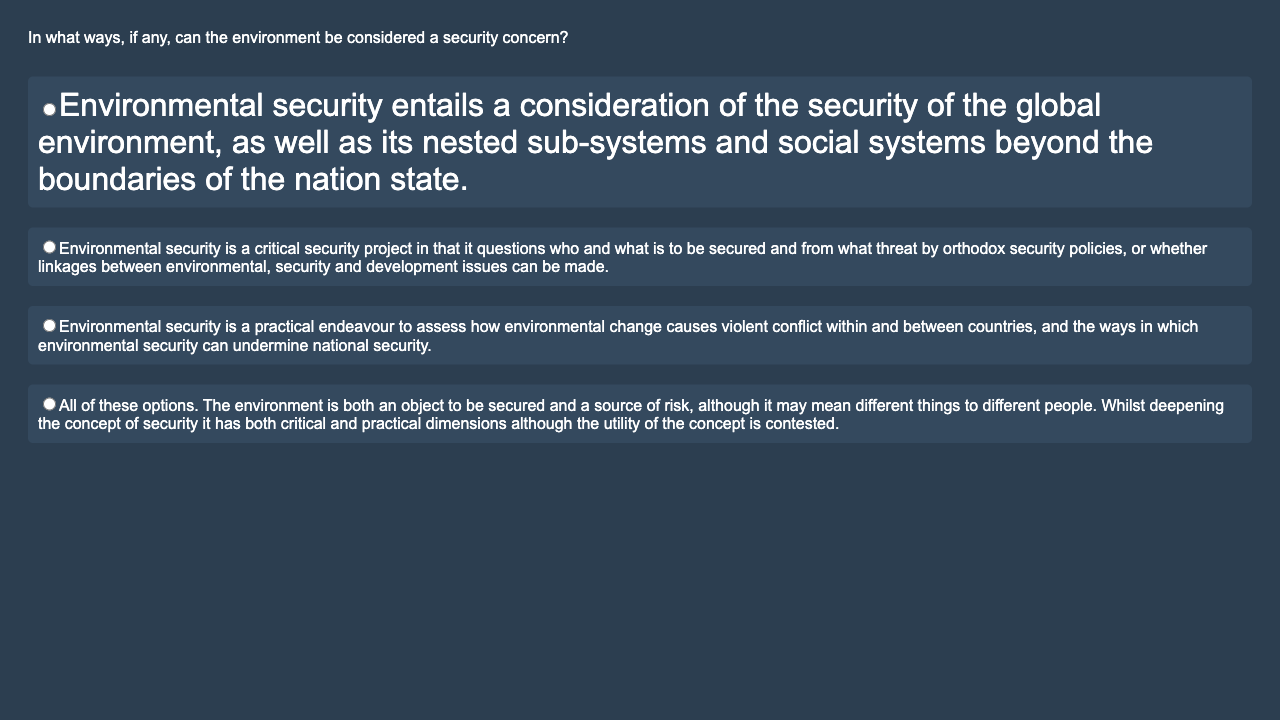 In what ways, if any, can the environment be considered a security concern?
Environmental security entails a consideration of the security of the global
environment, as well as its nested sub-systems and social systems beyond the
boundaries of the nation state.
Environmental security is a critical security project in that it questions who and what is to be secured and from what threat by orthodox security policies, or whether
linkages between environmental, security and development issues can be made.
Environmental security is a practical endeavour to assess how environmental change causes violent conflict within and between countries, and the ways in which
environmental security can undermine national security.
All of these options. The environment is both an object to be secured and a source of risk, although it may mean different things to different people. Whilst deepening
the concept of security it has both critical and practical dimensions although the utility of the concept is contested.